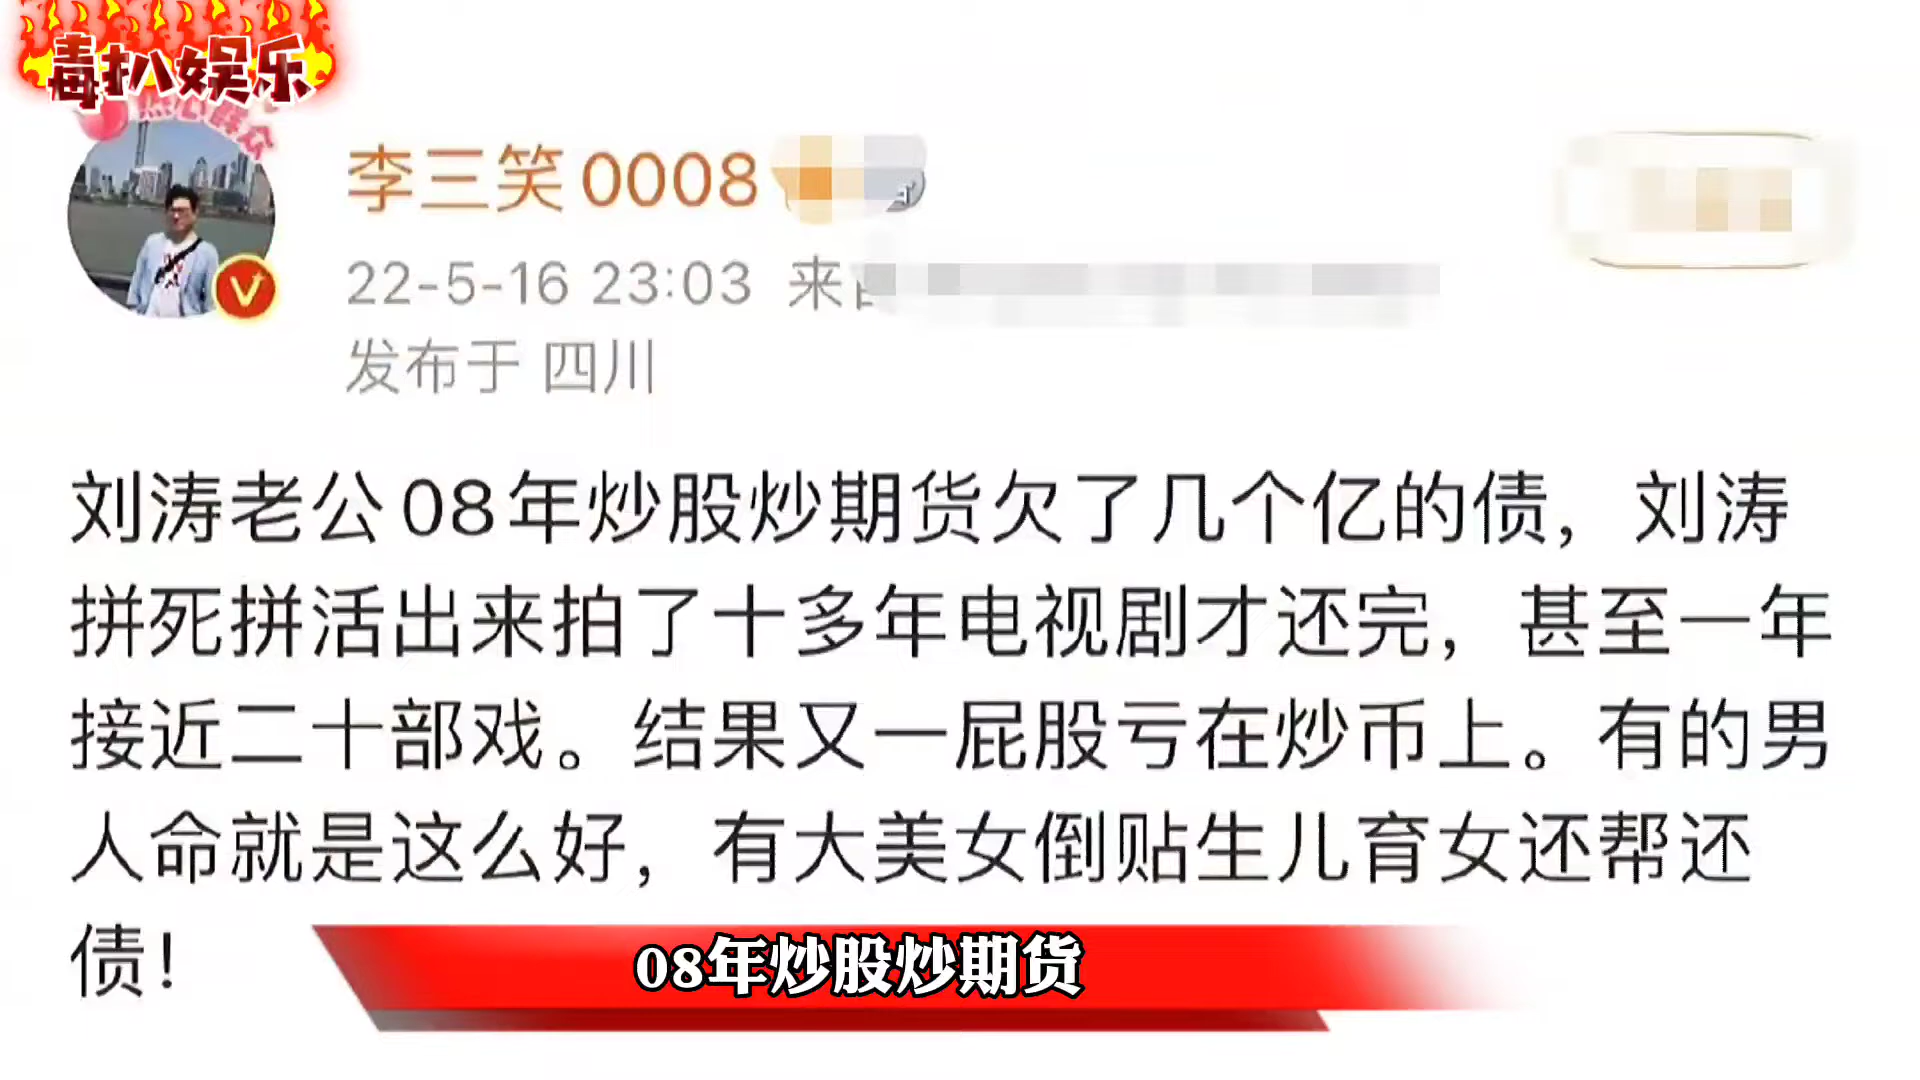 毒扒娱乐
热心群众
李三笑0008
22-5-16 23:03 来自
发布于 四川
刘涛老公08年炒股炒期货欠了几个亿的债，刘涛
拼死拼活出来拍了十多年电视剧才还完，甚至一年
接近二十部戏。结果又一屁股亏在炒币上。有的男
人命就是这么好，有大美女倒贴生儿育女还帮还
债！
08年炒股炒期货